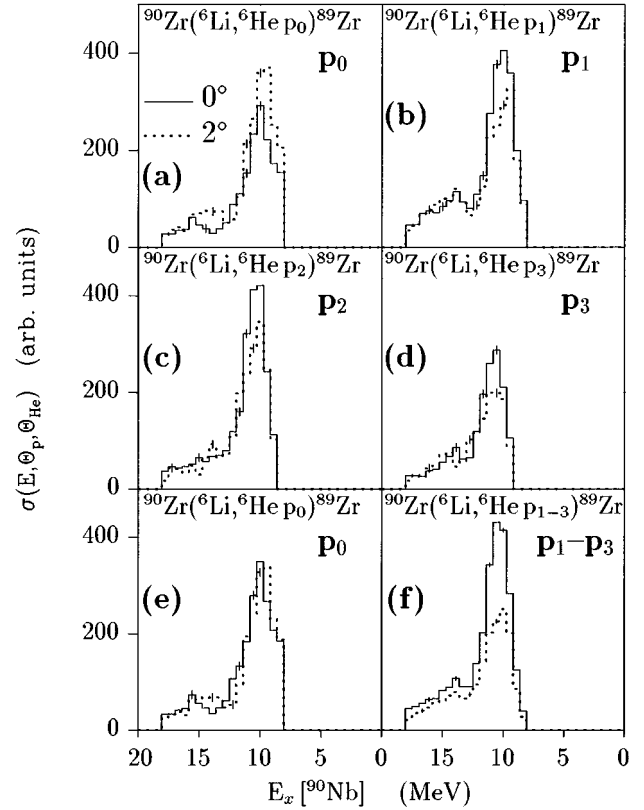 ⁹⁰Zr(⁶Li,⁶He p₀)⁸⁹Zr
⁹⁰Zr(⁶Li,⁶He p₁)⁸⁹Zr
400
p₀
p₁
0°
2°
(b)
200
(a)
0
⁹⁰Zr(⁶Li,⁶He p₂)⁸⁹Zr
⁹⁰Zr(⁶Li,⁶He p₃)⁸⁹Zr
400
p₂
p₃
(c)
(d)
200
0
⁹⁰Zr(⁶Li,⁶He p₀)⁸⁹Zr
⁹⁰Zr(⁶Li,⁶He p₁₋₃)⁸⁹Zr
400
p₀
p₁–p₃
(e)
(f)
200
0
20 15 10 5 0 15 10 5 0
Eₓ [⁹⁰Nb] (MeV)
σ(E,Θₚ,Θ_He) (arb. units)